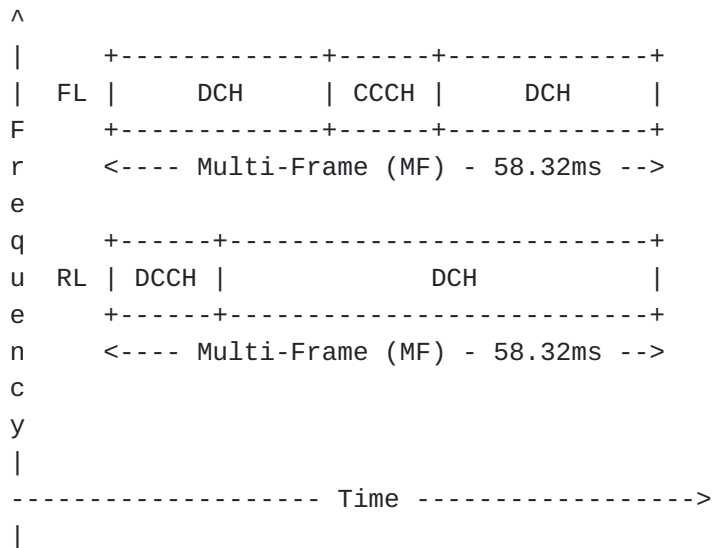 ^
|     +-------------+------+-------------+
|  FL |     DCH     | CCCH |     DCH     |
F     +-------------+------+-------------+
r     <---- Multi-Frame (MF) - 58.32ms -->
e
q     +------+---------------------------+
u  RL | DCCH |             DCH           |
e     +------+---------------------------+
n     <---- Multi-Frame (MF) - 58.32ms -->
c
y
|
-------------------- Time ------------------>
|